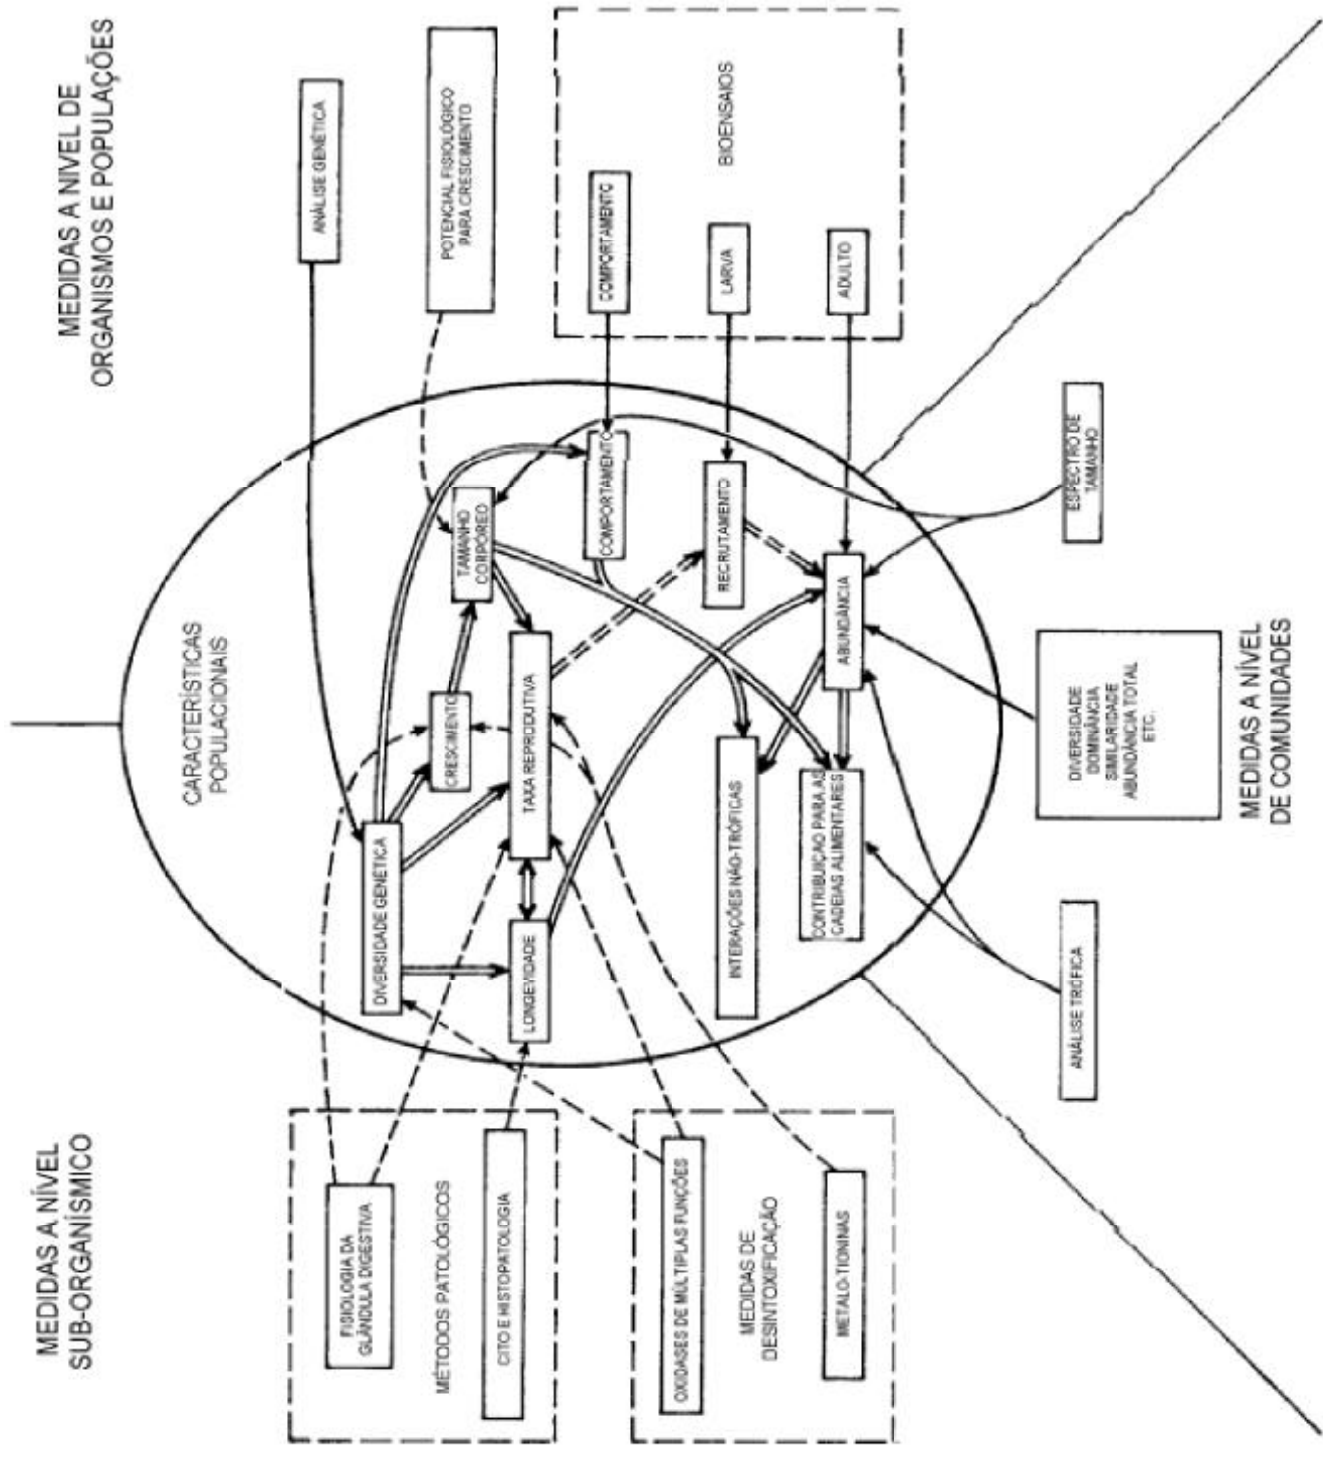 MEDIDAS A NÍVEL
SUB-ORGANÍSMICO
FISIOLOGIA DA
GLÂNDULA DIGESTIVA
MÉTODOS PATOLÓGICOS
CITO E HISTOPATOLOGIA
OXIDASES DE MÚLTIPLAS FUNÇÕES
MEDIDAS DE
DESINTOXIFICAÇÃO
METALO-TIONINAS
CARACTERÍSTICAS
POPULACIONAIS
DIVERSIDADE GENÉTICA
CRESCIMENTO
TAMANHO
CORPÓREO
LONGEVIDADE
TAXA REPRODUTIVA
COMPORTAMENTO
RECRUTAMENTO
INTERAÇÕES NÃO-TRÓFICAS
CONTRIBUIÇÃO PARA AS
CADEIAS ALIMENTARES
ABUNDÂNCIA
MEDIDAS A NIVEL DE
ORGANISMOS E POPULAÇÕES
ANÁLISE GENÉTICA
POTENCIAL FISIOLÓGICO
PARA CRESCIMENTO
COMPORTAMENTO
LARVA
ADULTO
BIOENSAIOS
ANÁLISE TRÓFICA
DIVERSIDADE
DOMINÂNCIA
SIMILARIDADE
ABUNDÂNCIA TOTAL
ETC.
ESPECTRO DE
TAMANHO
MEDIDAS A NÍVEL
DE COMUNIDADES